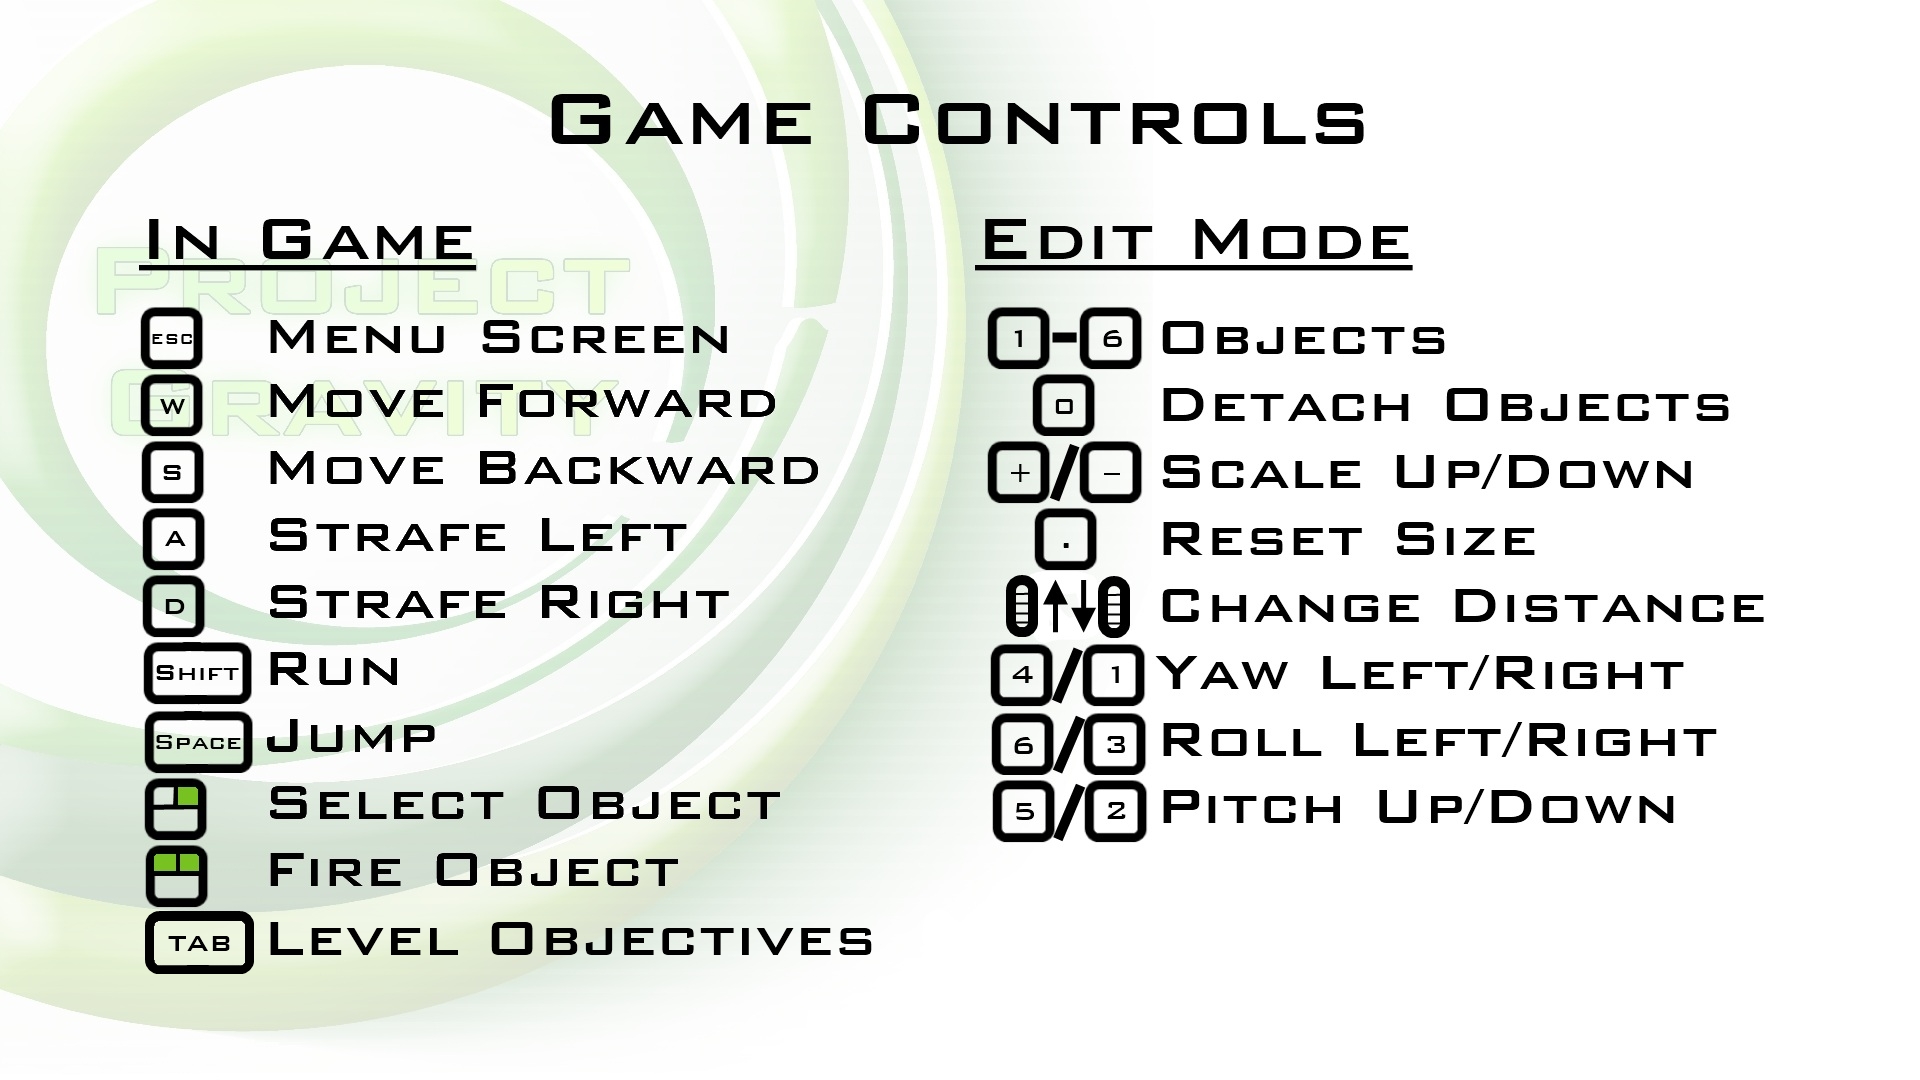 Game Controls
In Game
Project
Gravity
ESC Menu Screen
W Move Forward
S Move Backward
A Strafe Left
D Strafe Right
Shift Run
Space Jump
Select Object
Fire Object
TAB Level Objectives
Edit Mode
1-6 Objects
0 Detach Objects
+/- Scale Up/Down
. Reset Size
Change Distance
4/1 Yaw Left/Right
6/3 Roll Left/Right
5/2 Pitch Up/Down